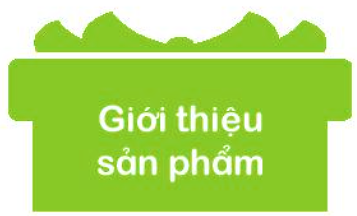 Giới thiệu
sản phẩm